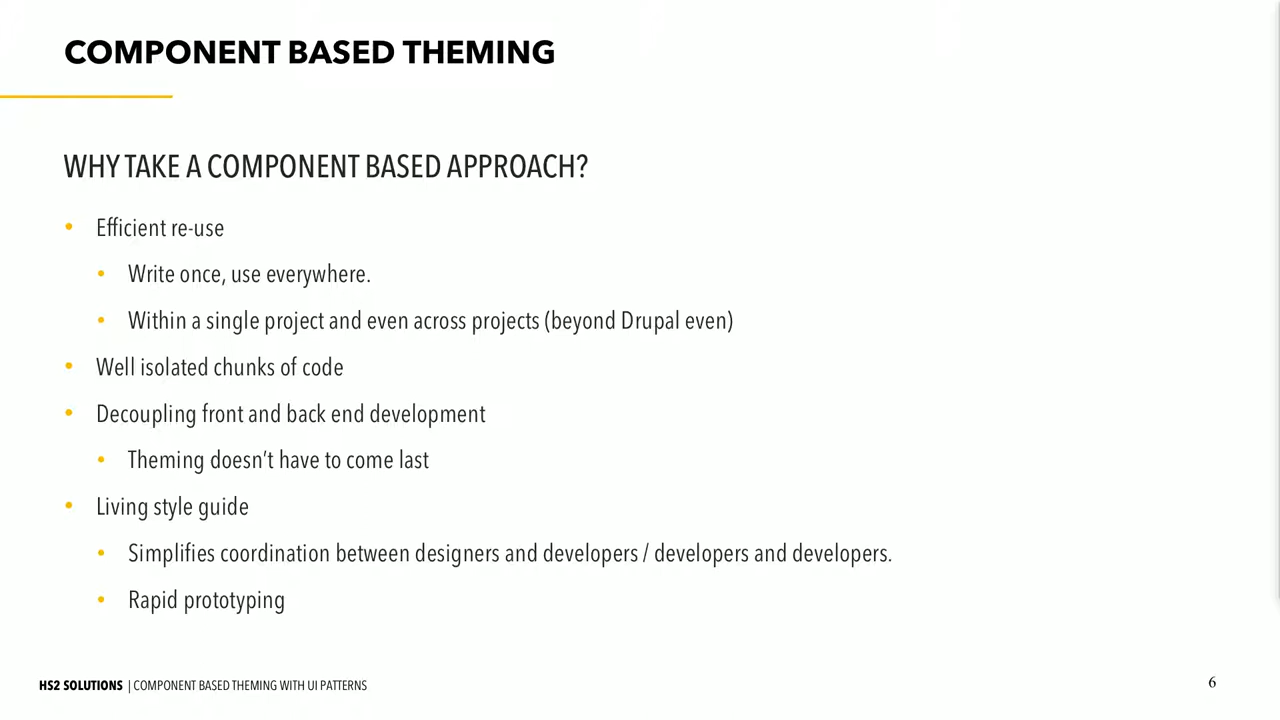 COMPONENT BASED THEMING
WHY TAKE A COMPONENT BASED APPROACH?
• Efficient re-use
• Write once, use everywhere.
• Within a single project and even across projects (beyond Drupal even)
• Well isolated chunks of code
• Decoupling front and back end development
• Theming doesn’t have to come last
• Living style guide
• Simplifies coordination between designers and developers / developers and developers.
• Rapid prototyping
HS2 SOLUTIONS | COMPONENT BASED THEMING WITH UI PATTERNS
6